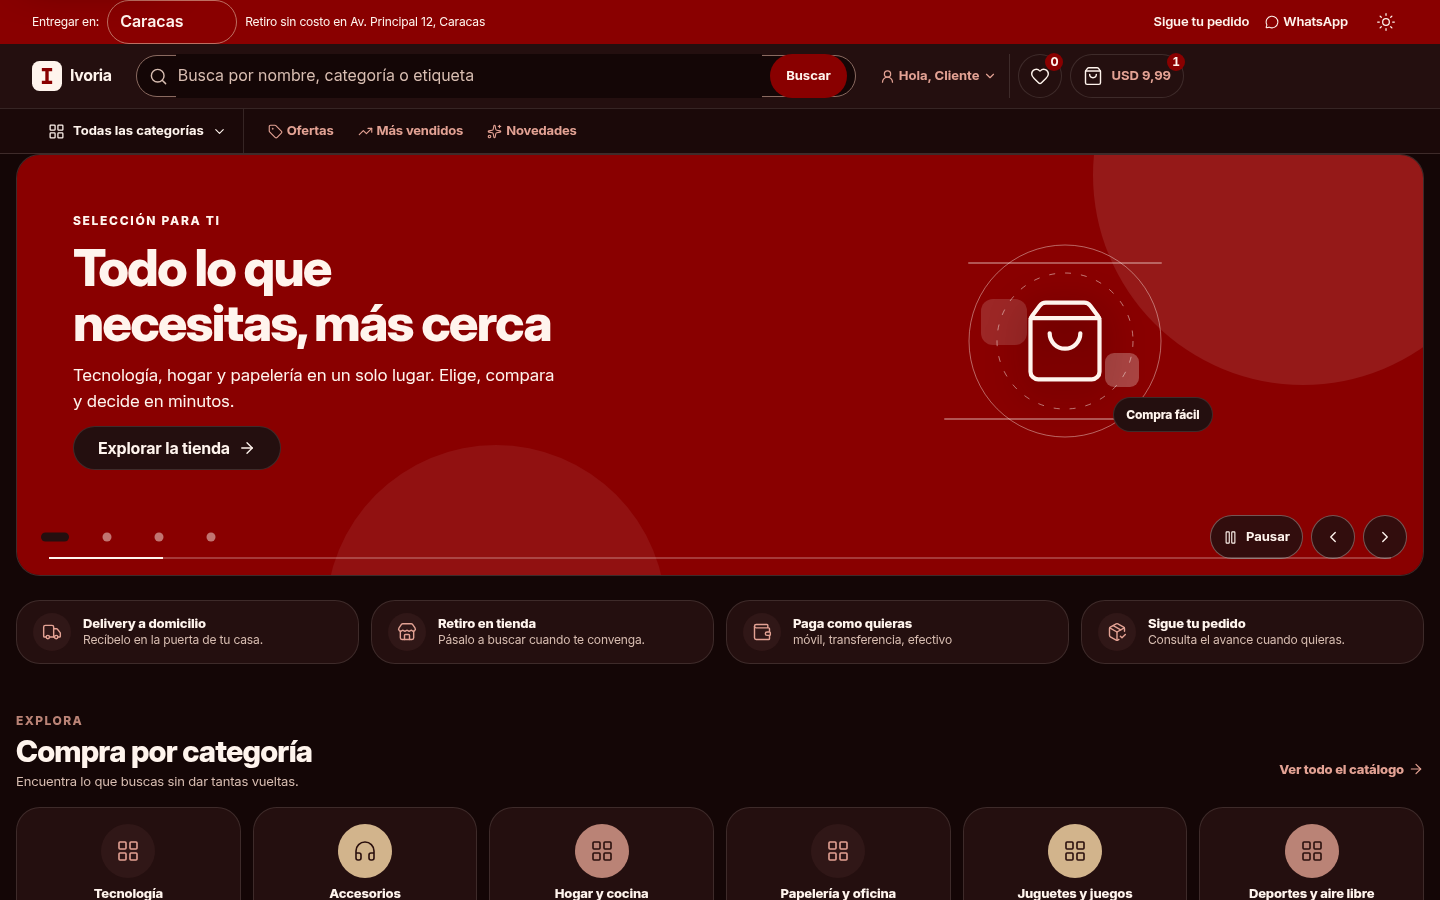 Entregar en: Caracas Retiro sin costo en Av. Principal 12, Caracas Sigue tu pedido WhatsApp
I Ivoria Busca por nombre, categoría o etiqueta Buscar Hola, Cliente 0 USD 9,99 1
Todas las categorías Ofertas Más vendidos Novedades
SELECCIÓN PARA TI
Todo lo que
necesitas, más cerca
Tecnología, hogar y papelería en un solo lugar. Elige, compara
y decide en minutos.
Explorar la tienda
Compra fácil
Pausar
Delivery a domicilio
Recíbelo en la puerta de tu casa.
Retiro en tienda
Pásalo a buscar cuando te convenga.
Paga como quieras
móvil, transferencia, efectivo
Sigue tu pedido
Consulta el avance cuando quieras.
EXPLORA
Compra por categoría
Encuentra lo que buscas sin dar tantas vueltas.
Ver todo el catálogo
Tecnología
Accesorios
Hogar y cocina
Papelería y oficina
Juguetes y juegos
Deportes y aire libre